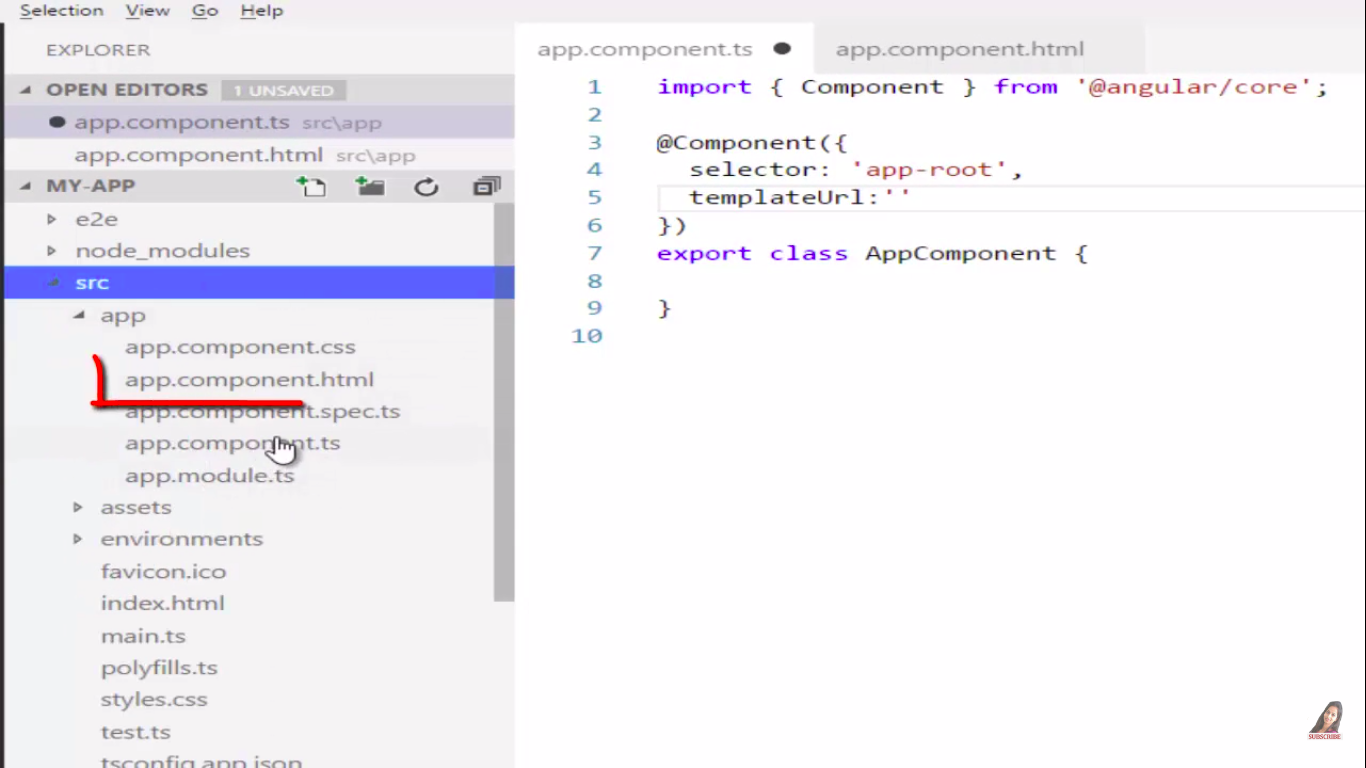 Selection View Go Help
EXPLORER
OPEN EDITORS 1 UNSAVED
app.component.ts src\app
app.component.html src\app
MY-APP
e2e
node_modules
src
app
app.component.css
app.component.html
app.component.spec.ts
app.component.ts
app.module.ts
assets
environments
favicon.ico
index.html
main.ts
polyfills.ts
styles.css
test.ts
tsconfig.app.json
app.component.ts app.component.html
1 import { Component } from '@angular/core';
2
3 @Component({
4 selector: 'app-root',
5 templateUrl:''
6 })
7 export class AppComponent {
8
9 }
10
SUBSCRIBE